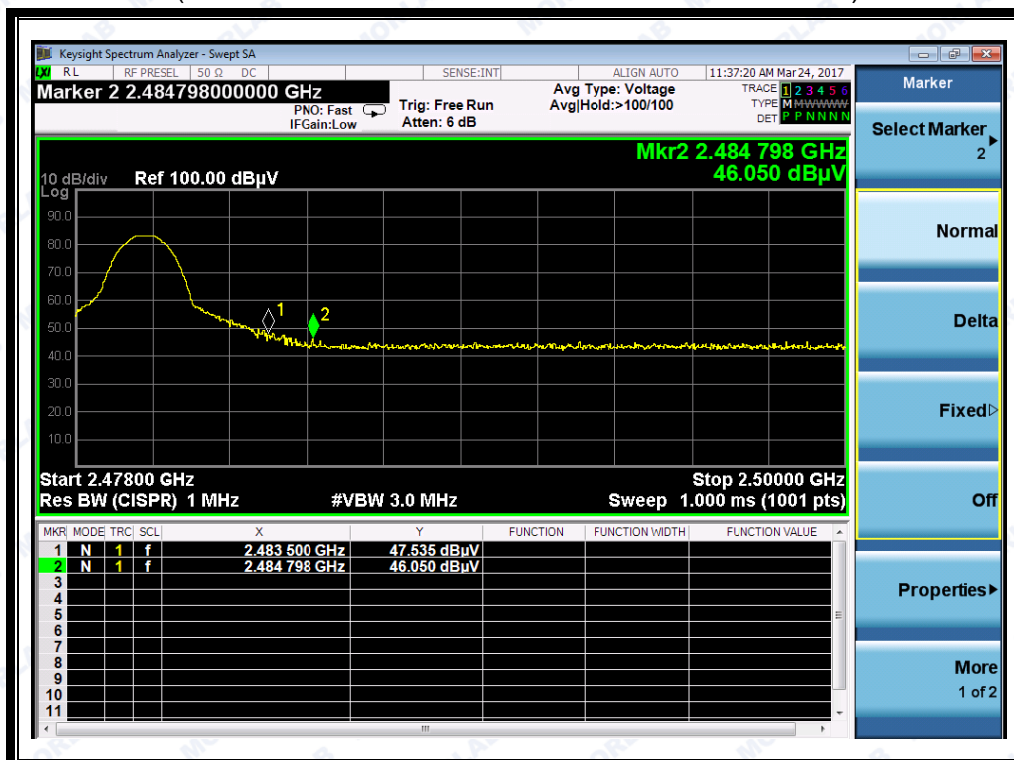 Keysight Spectrum Analyzer - Swept SA
LXI RL RF PRESEL 50 Ω DC SENSE:INT ALIGN AUTO 11:37:20 AM Mar 24, 2017
Marker 2 2.484798000000 GHz
Avg Type: Voltage
TRACE 1 2 3 4 5 6
PNO: Fast
Trig: Free Run
Avg|Hold:>100/100
TYPE M M W W W W
IFGain:Low
Atten: 6 dB
DET P P N N N N
Mkr2 2.484 798 GHz
46.050 dBµV
10 dB/div Ref 100.00 dBµV
Log
90.0
80.0
70.0
60.0
50.0
40.0
30.0
20.0
10.0
1
2
Start 2.47800 GHz Stop 2.50000 GHz
Res BW (CISPR) 1 MHz #VBW 3.0 MHz Sweep 1.000 ms (1001 pts)
MKR MODE TRC SCL X Y FUNCTION FUNCTION WIDTH FUNCTION VALUE
1 N 1 f 2.483 500 GHz 47.535 dBµV
2 N 1 f 2.484 798 GHz 46.050 dBµV
3
4
5
6
7
8
9
10
11
Marker
Select Marker
2
Normal
Delta
Fixed
Off
Properties
More
1 of 2